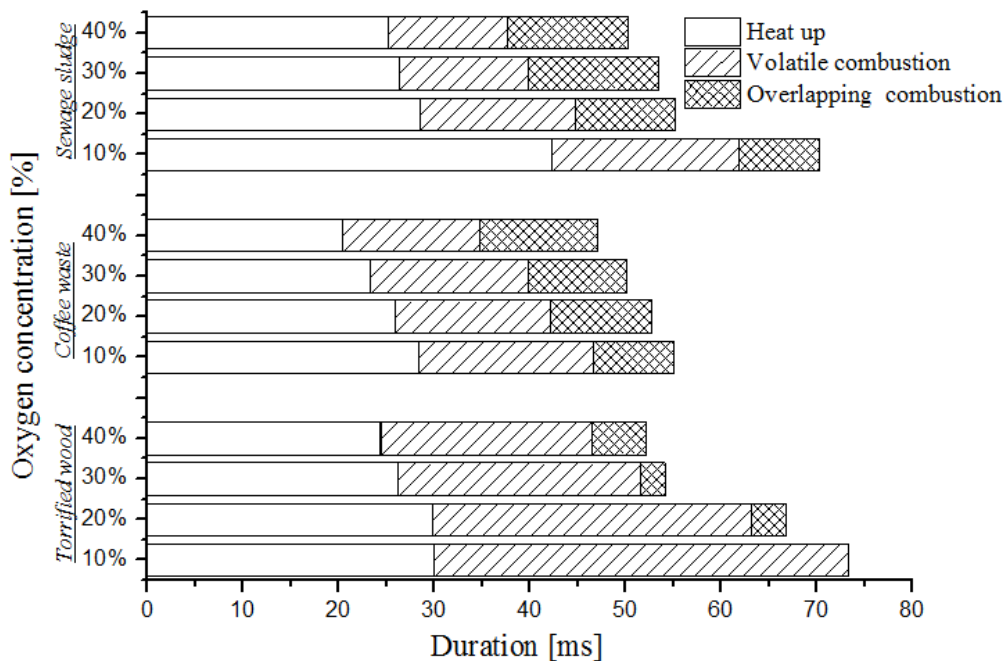 Oxygen concentration [%]
Sewage sludge
40%
30%
20%
10%
Coffee waste
40%
30%
20%
10%
Torrified wood
40%
30%
20%
10%
Heat up
Volatile combustion
Overlapping combustion
0 10 20 30 40 50 60 70 80
Duration [ms]